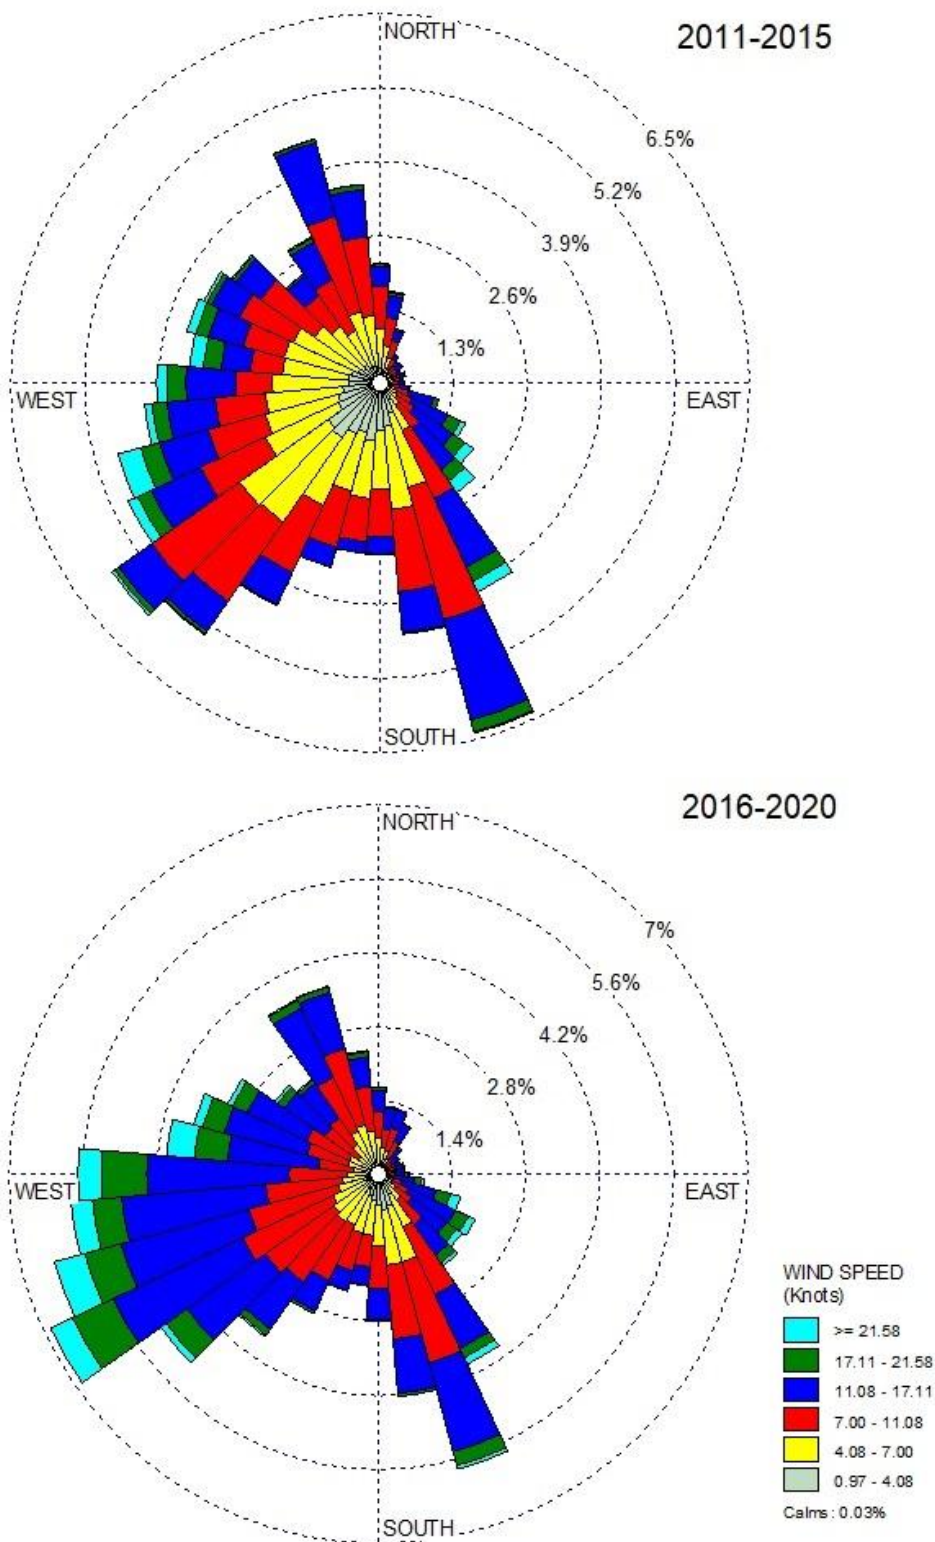 NORTH
2011-2015
6.5%
5.2%
3.9%
2.6%
1.3%
WEST
EAST
SOUTH
2016-2020
NORTH
7%
5.6%
4.2%
2.8%
1.4%
WEST
EAST
WIND SPEED
(Knots)
>= 21.58
17.11 - 21.58
11.08 - 17.11
7.00 - 11.08
4.08 - 7.00
0.97 - 4.08
Calms: 0.03%
SOUTH